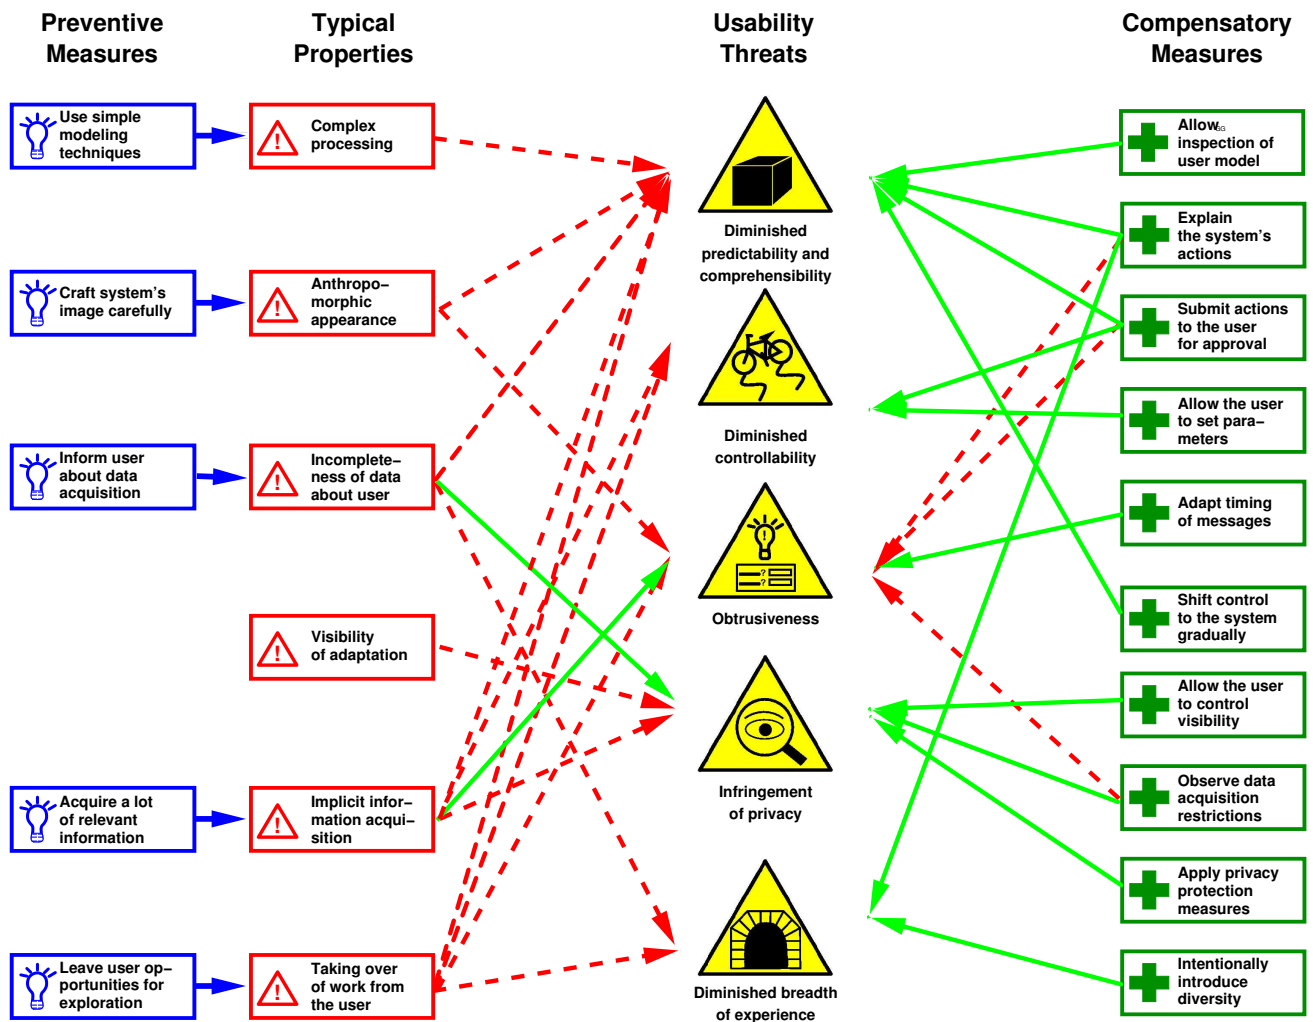 Preventive
Measures
Typical
Properties
Usability
Threats
Compensatory
Measures
Use simple
modeling
techniques
Craft system's
image carefully
Inform user
about data
acquisition
Acquire a lot
of relevant
information
Leave user op–
portunities for
exploration
!
Complex
processing
!
Anthropo–
morphic
appearance
!
Incomplete–
ness of data
about user
!
Visibility
of adaptation
!
Implicit infor–
mation acqui–
sition
!
Taking over
of work from
the user
Diminished
predictability and
comprehensibility
Diminished
controllability
!
?
?
Obtrusiveness
Infringement
of privacy
Diminished breadth
of experience
Allow
inspection of
user model
Explain
the system's
actions
Submit actions
to the user
for approval
Allow the user
to set para–
meters
Adapt timing
of messages
Shift control
to the system
gradually
Allow the user
to control
visibility
Observe data
acquisition
restrictions
Apply privacy
protection
measures
Intentionally
introduce
diversity